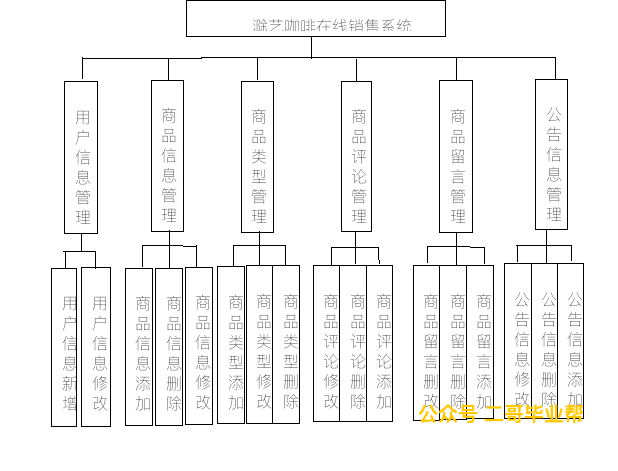 滁艺咖啡在线销售系统
用户信息管理
商品信息管理
商品类型管理
商品评论管理
商品留言管理
公告信息管理
用户信息新增
用户信息修改
商品信息添加
商品信息删除
商品信息修改
商品类型添加
商品类型修改
商品类型删除
商品评论修改
商品评论删除
商品评论添加
商品留言删改
商品留言删除
商品留言添加
公告信息修改
公告信息删除
公告信息添加
公众号 二哥毕业帮